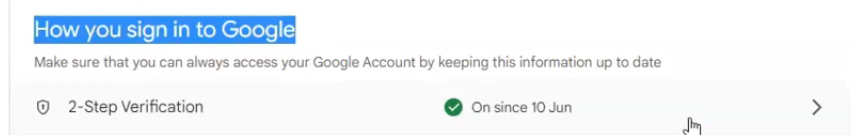 How you sign in to Google
Make sure that you can always access your Google Account by keeping this information up to date
2-Step Verification On since 10 Jun